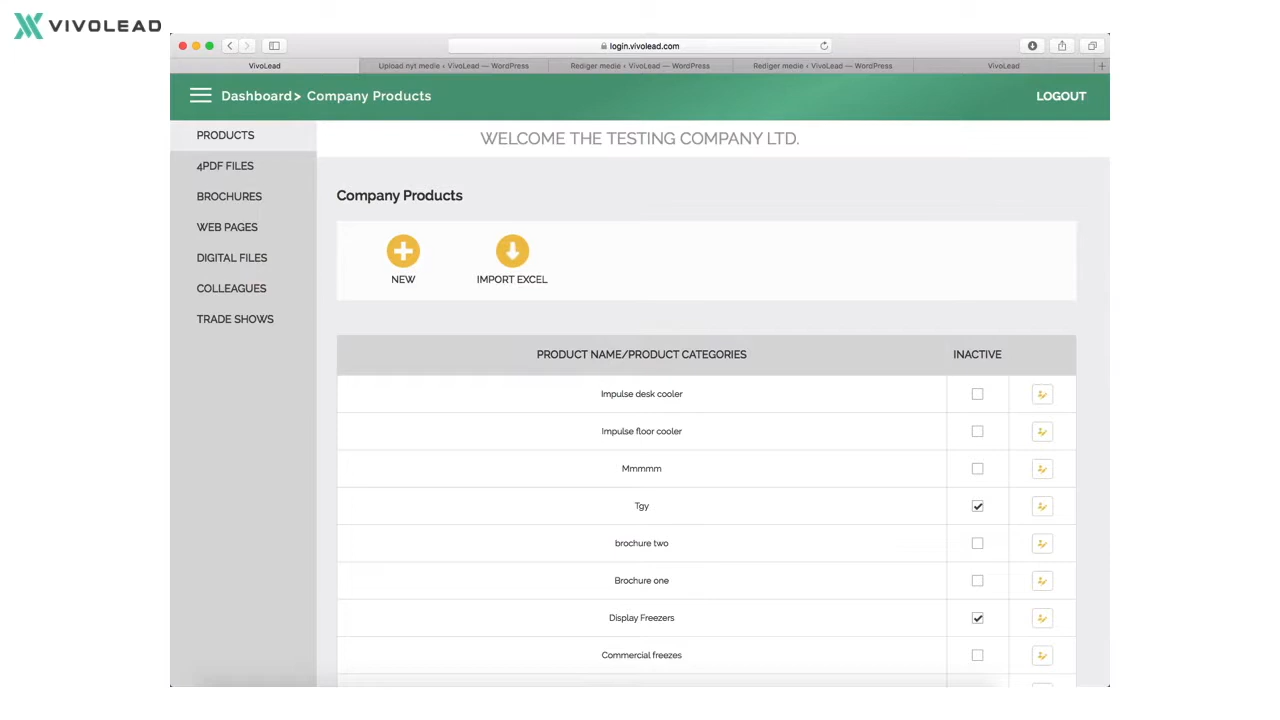 VIVOLEAD
login.vivolead.com
VivoLead
Upload nyt medie ‹ VivoLead — WordPress
Rediger medie ‹ VivoLead — WordPress
Rediger medie ‹ VivoLead — WordPress
VivoLead
Dashboard> Company Products
LOGOUT
PRODUCTS
4PDF FILES
BROCHURES
WEB PAGES
DIGITAL FILES
COLLEAGUES
TRADE SHOWS
WELCOME THE TESTING COMPANY LTD.
Company Products
NEW
IMPORT EXCEL
PRODUCT NAME/PRODUCT CATEGORIES
INACTIVE
Impulse desk cooler
Impulse floor cooler
Mmmmm
Tgy
brochure two
Brochure one
Display Freezers
Commercial freezes